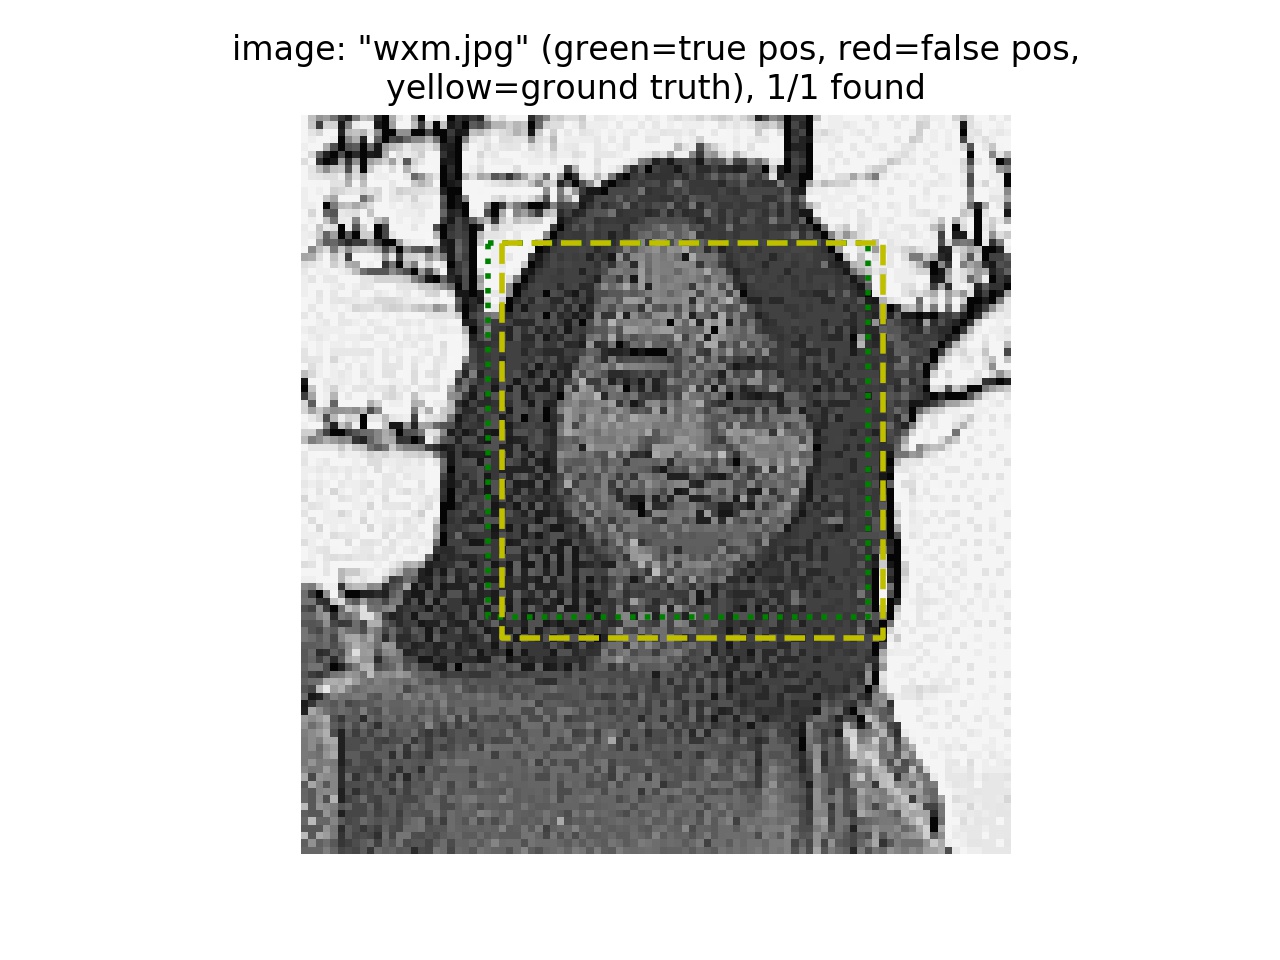 image: "wxm.jpg" (green=true pos, red=false pos,
yellow=ground truth), 1/1 found